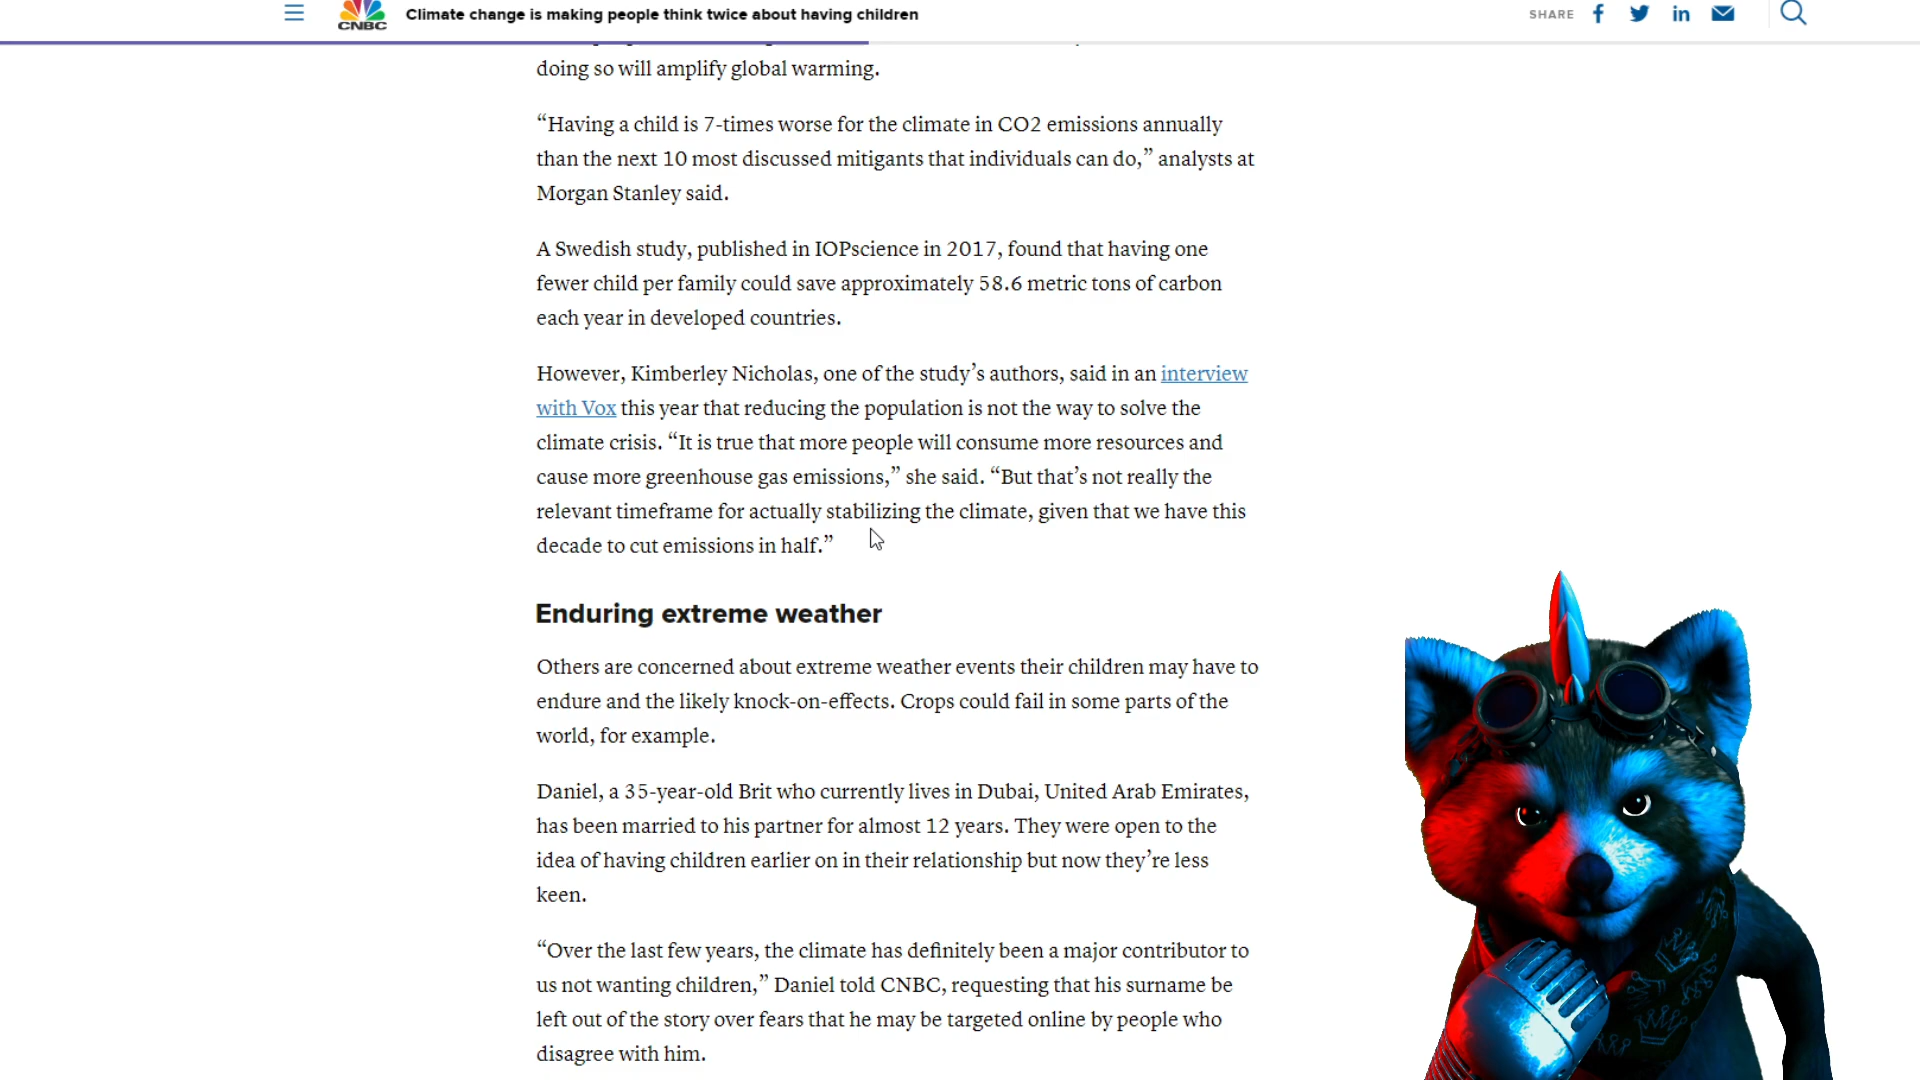 CNBC
Climate change is making people think twice about having children
SHARE
doing so will amplify global warming.
“Having a child is 7-times worse for the climate in CO2 emissions annually
than the next 10 most discussed mitigants that individuals can do,” analysts at
Morgan Stanley said.
A Swedish study, published in IOPscience in 2017, found that having one
fewer child per family could save approximately 58.6 metric tons of carbon
each year in developed countries.
However, Kimberley Nicholas, one of the study’s authors, said in an interview
with Vox this year that reducing the population is not the way to solve the
climate crisis. “It is true that more people will consume more resources and
cause more greenhouse gas emissions,” she said. “But that’s not really the
relevant timeframe for actually stabilizing the climate, given that we have this
decade to cut emissions in half.”
Enduring extreme weather
Others are concerned about extreme weather events their children may have to
endure and the likely knock-on-effects. Crops could fail in some parts of the
world, for example.
Daniel, a 35-year-old Brit who currently lives in Dubai, United Arab Emirates,
has been married to his partner for almost 12 years. They were open to the
idea of having children earlier on in their relationship but now they’re less
keen.
“Over the last few years, the climate has definitely been a major contributor to
us not wanting children,” Daniel told CNBC, requesting that his surname be
left out of the story over fears that he may be targeted online by people who
disagree with him.